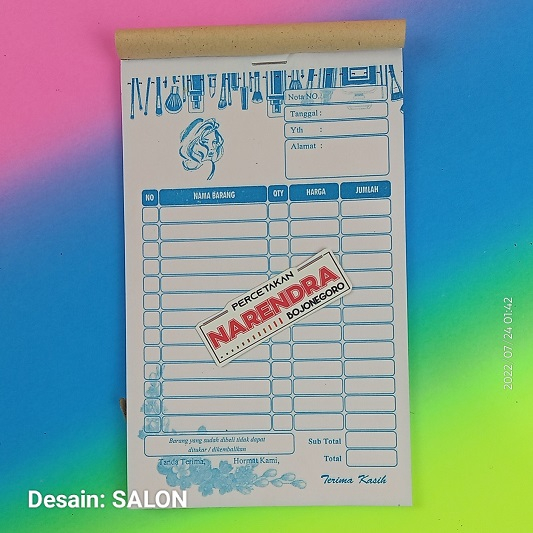 Nota NO.
Tanggal :
Yth :
Alamat :
NO NAMA BARANG QTY HARGA JUMLAH
PERCETAKAN
NARENDRA
BOJONEGORO
Barang yang sudah dibeli tidak dapat
ditukar / dikembalikan
Tanda Terima, Hormat Kami,
Sub Total
Total
Terima Kasih
Desain: SALON
2022 07 24 01:42